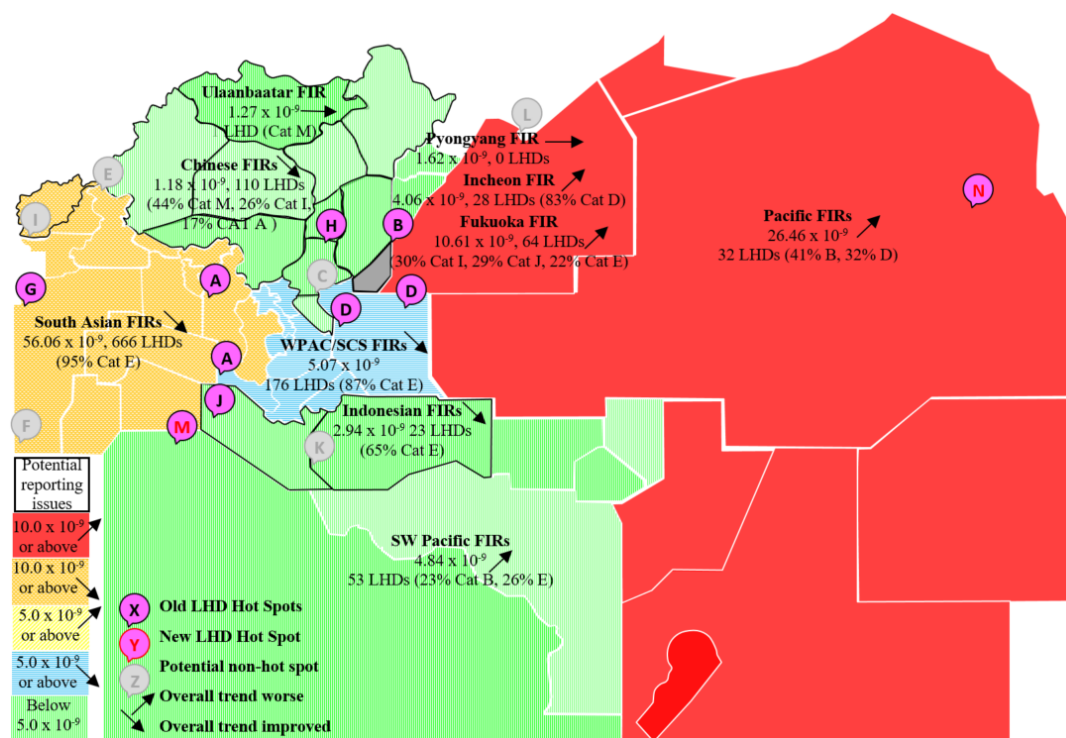 Ulaanbaatar FIR
1.27 x 10⁻⁹
LHD (Cat M)
L
Pyongyang FIR
1.62 x 10⁻⁹, 0 LHDs
Chinese FIRs
1.18 x 10⁻⁹, 110 LHDs
(44% Cat M, 26% Cat I,
17% CAT A )
E
Incheon FIR
4.06 x 10⁻⁹, 28 LHDs (83% Cat D)
N
I
H
B
Fukuoka FIR
10.61 x 10⁻⁹, 64 LHDs
(30% Cat I, 29% Cat J, 22% Cat E)
Pacific FIRs
26.46 x 10⁻⁹
32 LHDs (41% B, 32% D)
G
A
C
D
D
South Asian FIRs
56.06 x 10⁻⁹, 666 LHDs
(95% Cat E)
A
WPAC/SCS FIRs
5.07 x 10⁻⁹
176 LHDs (87% Cat E)
J
F
M
K
Indonesian FIRs
2.94 x 10⁻⁹ 23 LHDs
(65% Cat E)
SW Pacific FIRs
4.84 x 10⁻⁹
53 LHDs (23% Cat B, 26% E)
Potential
reporting
issues
10.0 x 10⁻⁹
or above
10.0 x 10⁻⁹
or above
5.0 x 10⁻⁹
or above
5.0 x 10⁻⁹
or above
Below
5.0 x 10⁻⁹
X Old LHD Hot Spots
Y New LHD Hot Spot
Z Potential non-hot spot
Overall trend worse
Overall trend improved